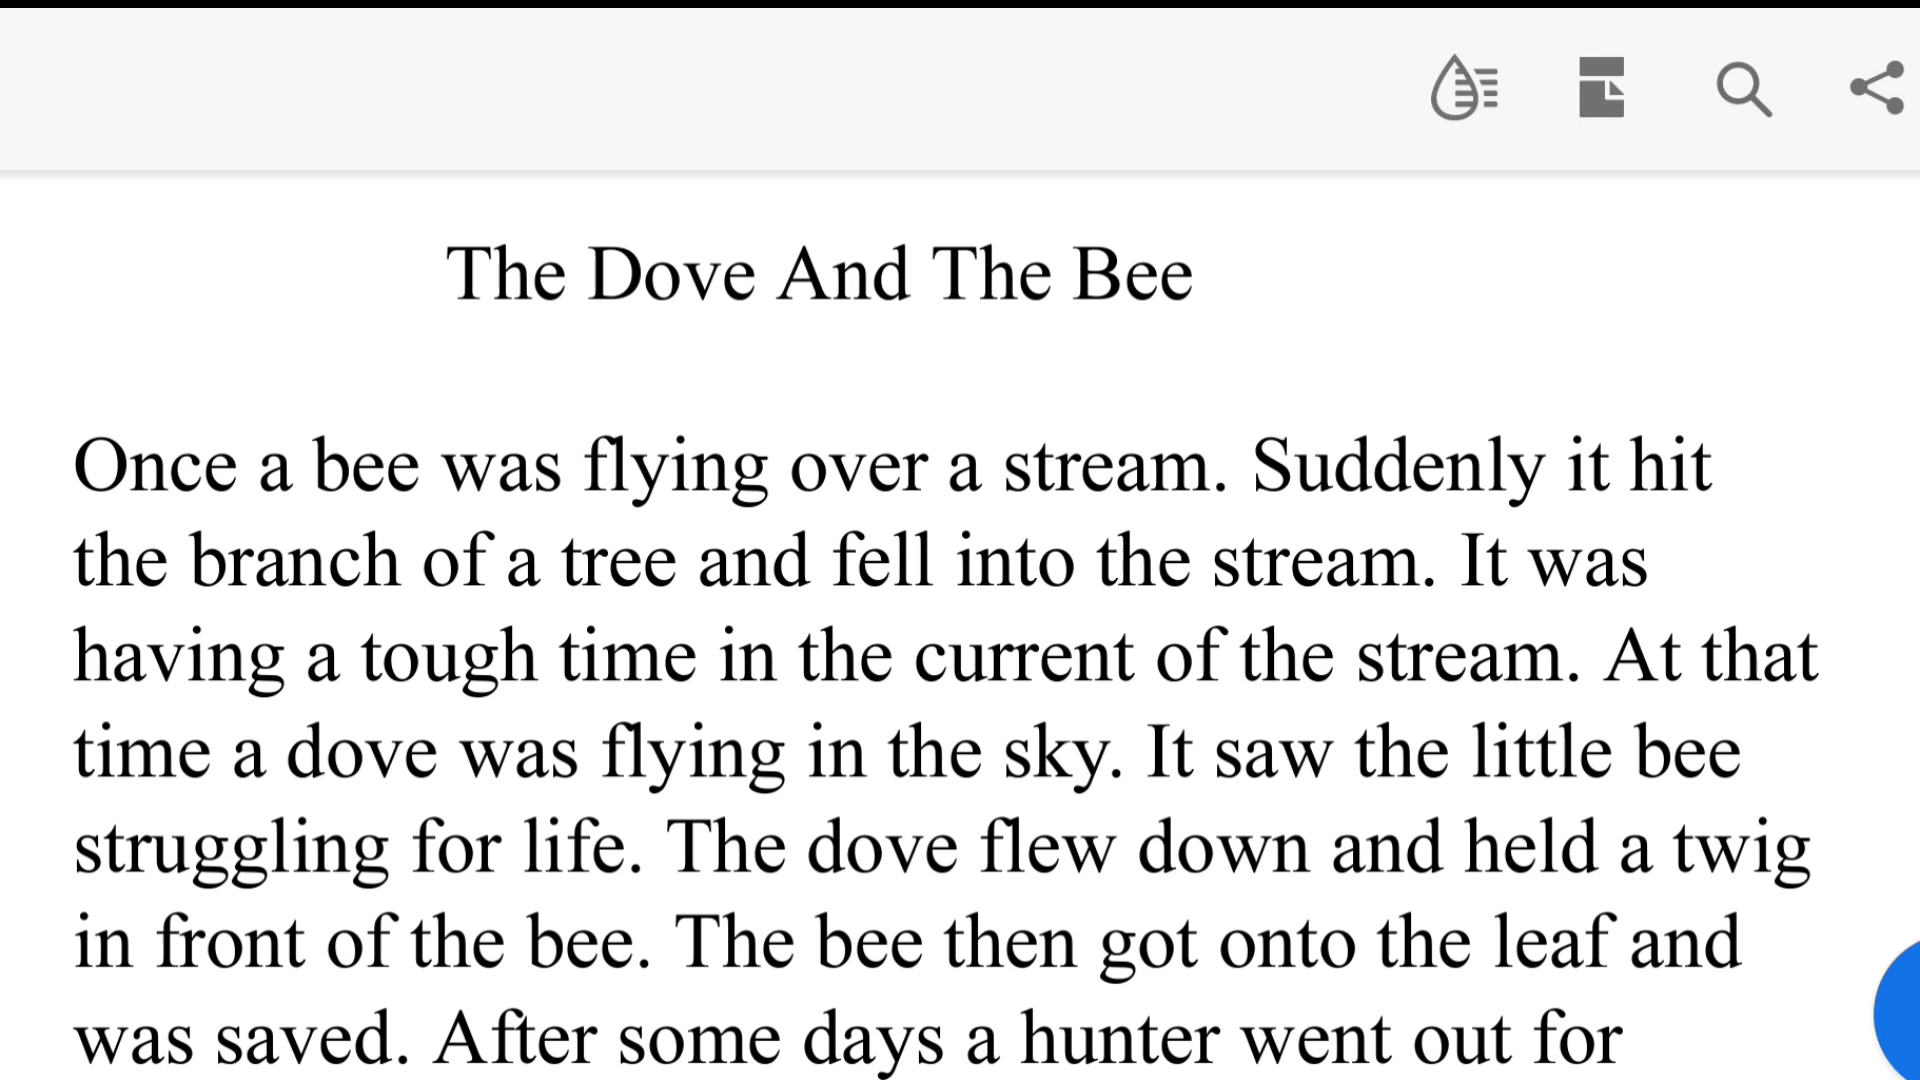 The Dove And The Bee
Once a bee was flying over a stream. Suddenly it hit
the branch of a tree and fell into the stream. It was
having a tough time in the current of the stream. At that
time a dove was flying in the sky. It saw the little bee
struggling for life. The dove flew down and held a twig
in front of the bee. The bee then got onto the leaf and
was saved. After some days a hunter went out for